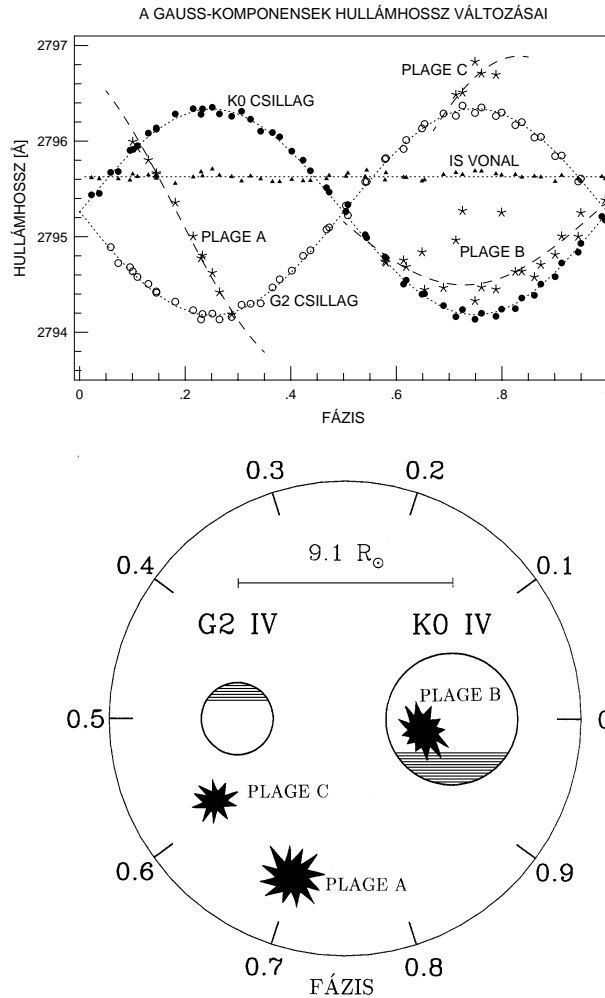 A GAUSS-KOMPONENSEK HULLÁMHOSSZ VÁLTOZÁSAI
2797
2796
2795
2794
HULLÁMHOSSZ [Å]
K0 CSILLAG
PLAGE C
IS VONAL
PLAGE A
PLAGE B
G2 CSILLAG
0 .2 .4 .6 .8
FÁZIS
0.3 0.2
9.1 R☉
0.4 0.1
G2 IV K0 IV
PLAGE B
0.5
PLAGE C
0.6 0.9
PLAGE A
0.7 0.8
FÁZIS